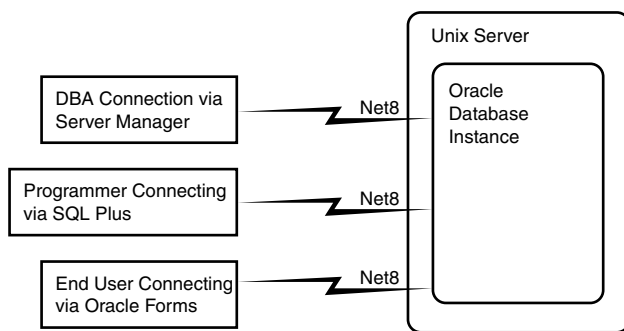 Unix Server
DBA Connection via
Server Manager
Net8
Oracle
Database
Instance
Programmer Connecting
via SQL Plus
Net8
End User Connecting
via Oracle Forms
Net8